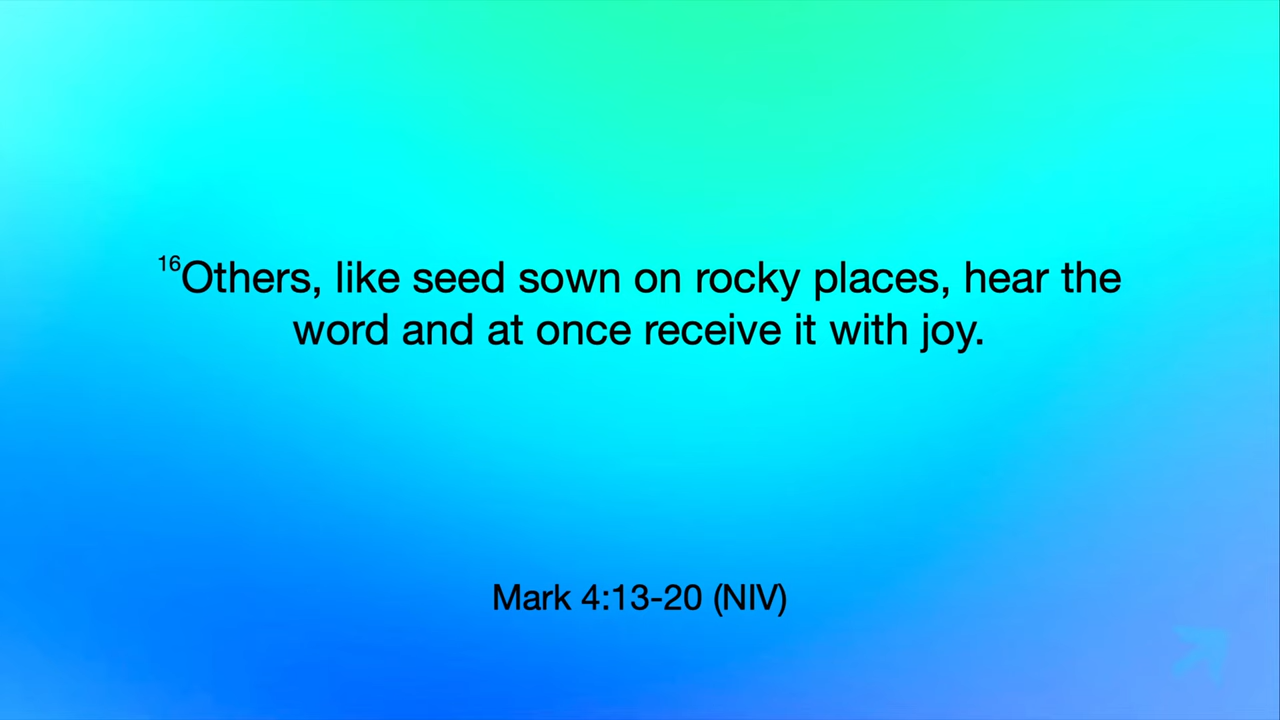 16Others, like seed sown on rocky places, hear the
word and at once receive it with joy.
Mark 4:13-20 (NIV)